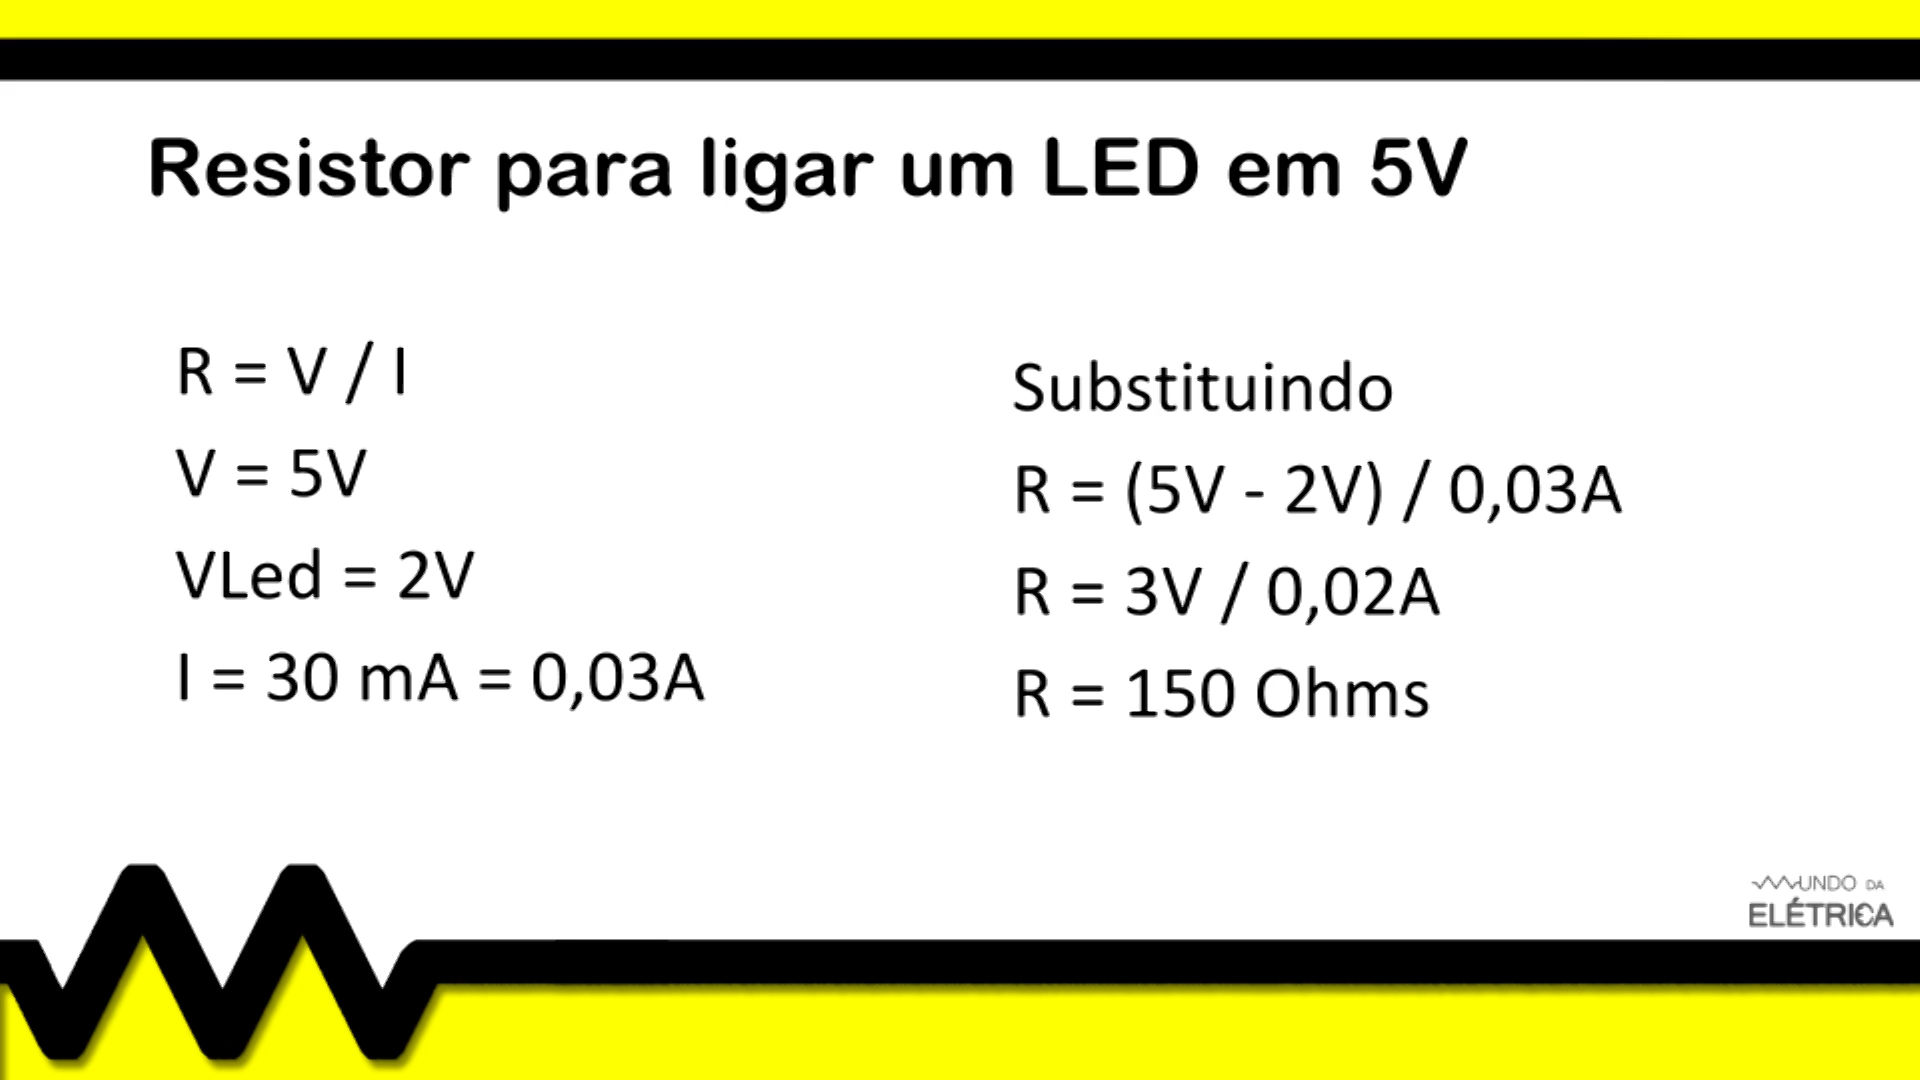 Resistor para ligar um LED em 5V
R = V / I
V = 5V
VLed = 2V
I = 30 mA = 0,03A
Substituindo
R = (5V - 2V) / 0,03A
R = 3V / 0,02A
R = 150 Ohms
MUNDO DA
ELÉTRICA